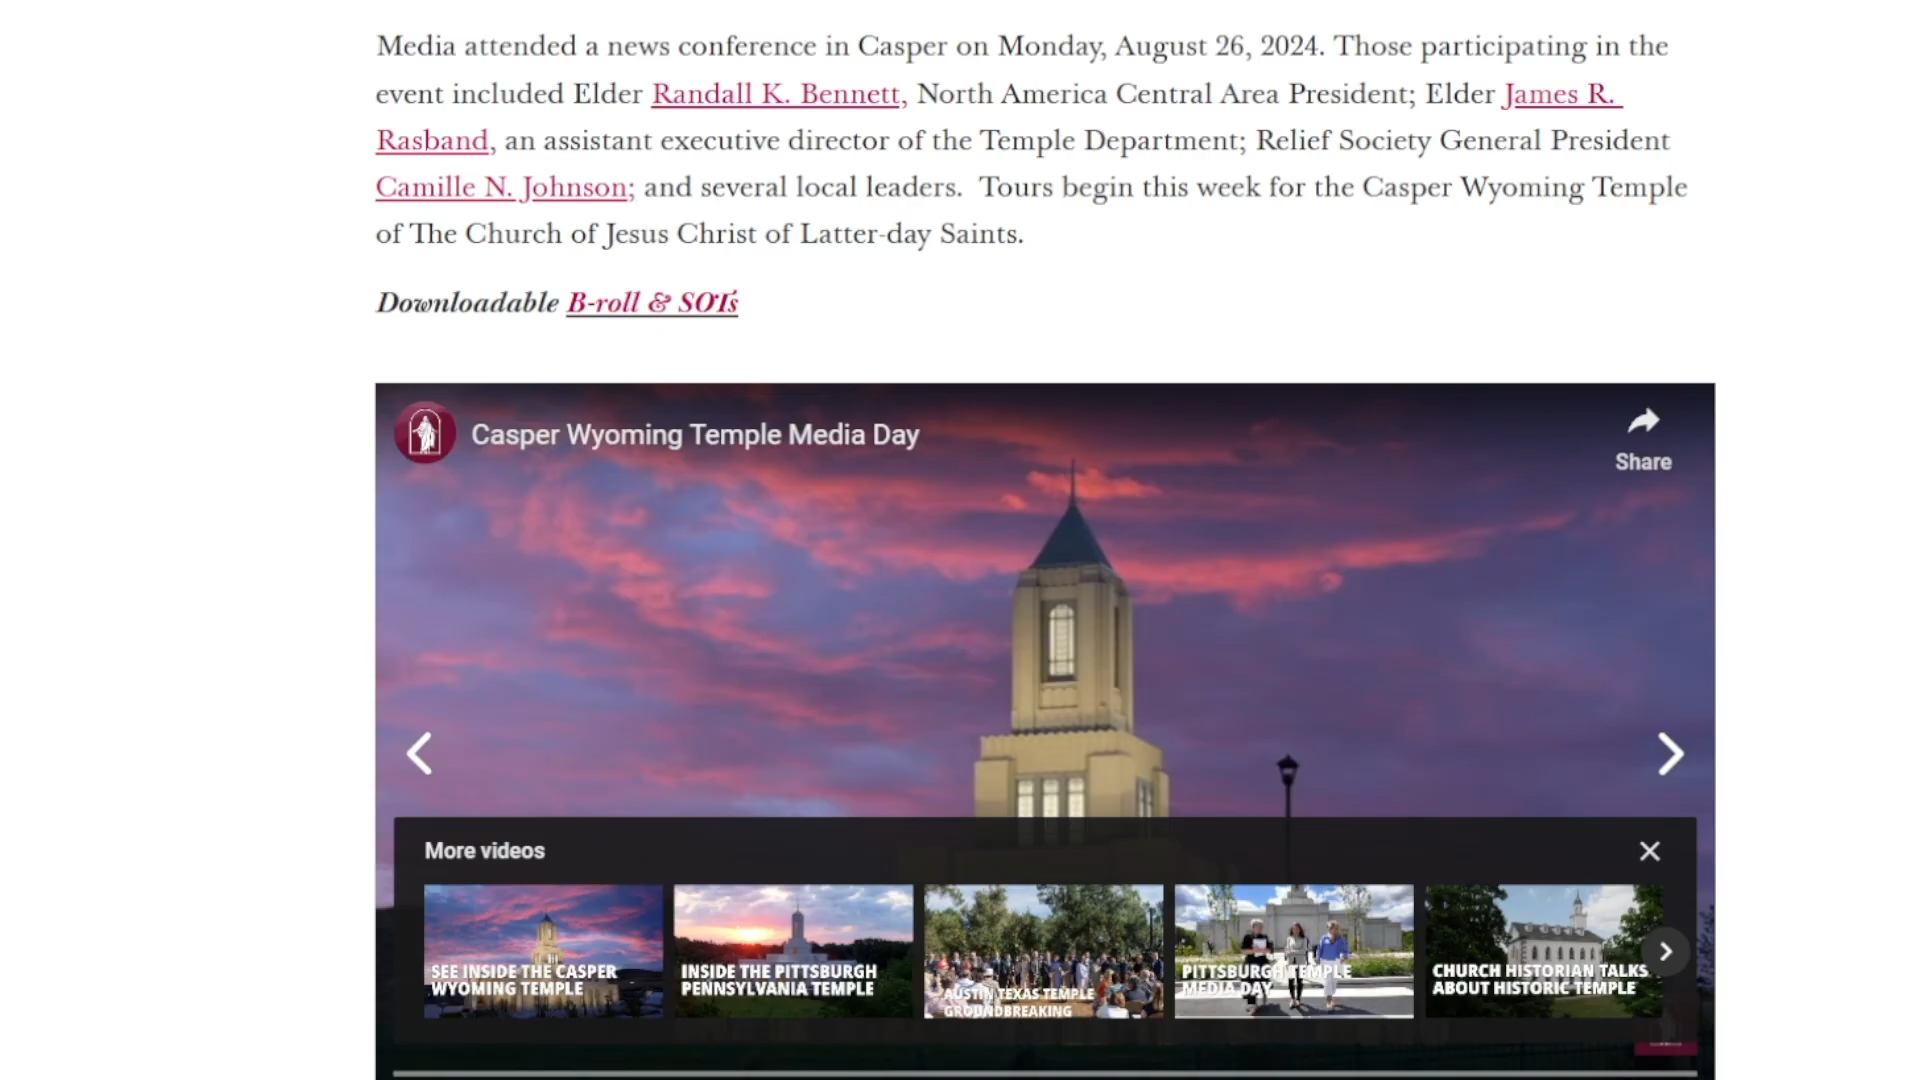 Media attended a news conference in Casper on Monday, August 26, 2024. Those participating in the
event included Elder Randall K. Bennett, North America Central Area President; Elder James R.
Rasband, an assistant executive director of the Temple Department; Relief Society General President
Camille N. Johnson; and several local leaders.  Tours begin this week for the Casper Wyoming Temple
of The Church of Jesus Christ of Latter-day Saints.
Downloadable B-roll & SOTs
Casper Wyoming Temple Media Day
Share
More videos
SEE INSIDE THE CASPER
WYOMING TEMPLE
INSIDE THE PITTSBURGH
PENNSYLVANIA TEMPLE
AUSTIN TEXAS TEMPLE
GROUNDBREAKING
PITTSBURGH TEMPLE
MEDIA DAY
CHURCH HISTORIAN TALKS
ABOUT HISTORIC TEMPLE